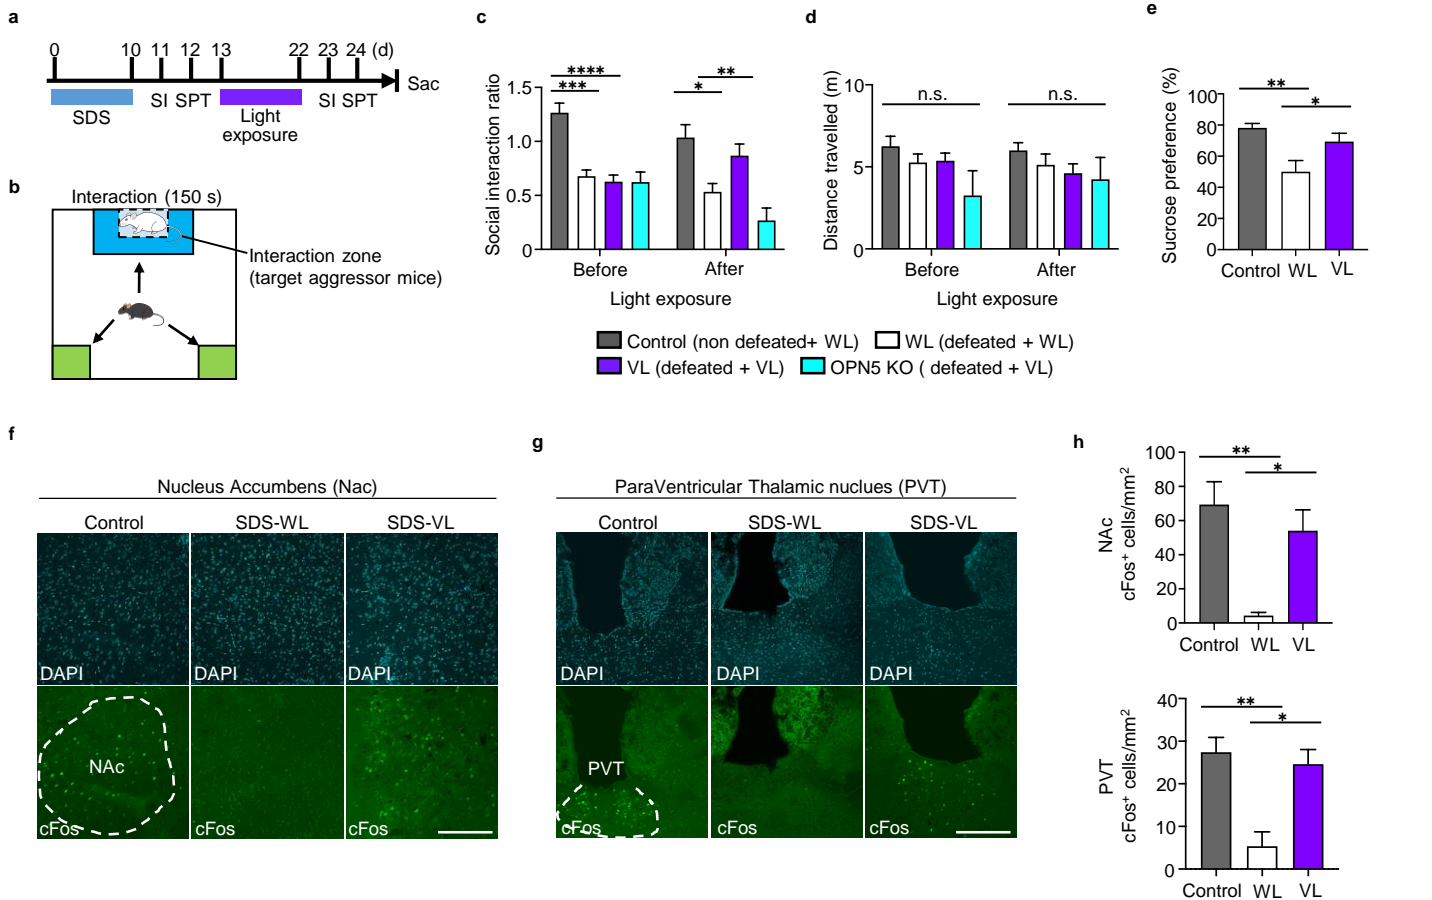 a
0 10 11 12 13 22 23 24 (d)
Sac
SI SPT
SI SPT
SDS
Light
exposure
b
Interaction (150 s)
Interaction zone
(target aggressor mice)
c
Social interaction ratio
1.5
1.0
0.5
0
****
***
**
*
Before
After
Light exposure
d
Distance travelled (m)
10
5
0
n.s.
n.s.
Before
After
Light exposure
e
Sucrose preference (%)
100
80
60
40
20
0
**
*
Control WL VL
Control (non defeated+ WL)
WL (defeated + WL)
VL (defeated + VL)
OPN5 KO ( defeated + VL)
f
Nucleus Accumbens (Nac)
Control
SDS-WL
SDS-VL
DAPI
DAPI
DAPI
NAc
cFos
cFos
cFos
g
ParaVentricular Thalamic nuclues (PVT)
Control
SDS-WL
SDS-VL
DAPI
DAPI
DAPI
PVT
cFos
cFos
cFos
h
NAc
cFos⁺ cells/mm²
100
80
60
40
20
0
**
*
Control WL VL
PVT
cFos⁺ cells/mm²
40
30
20
10
0
**
*
Control WL VL